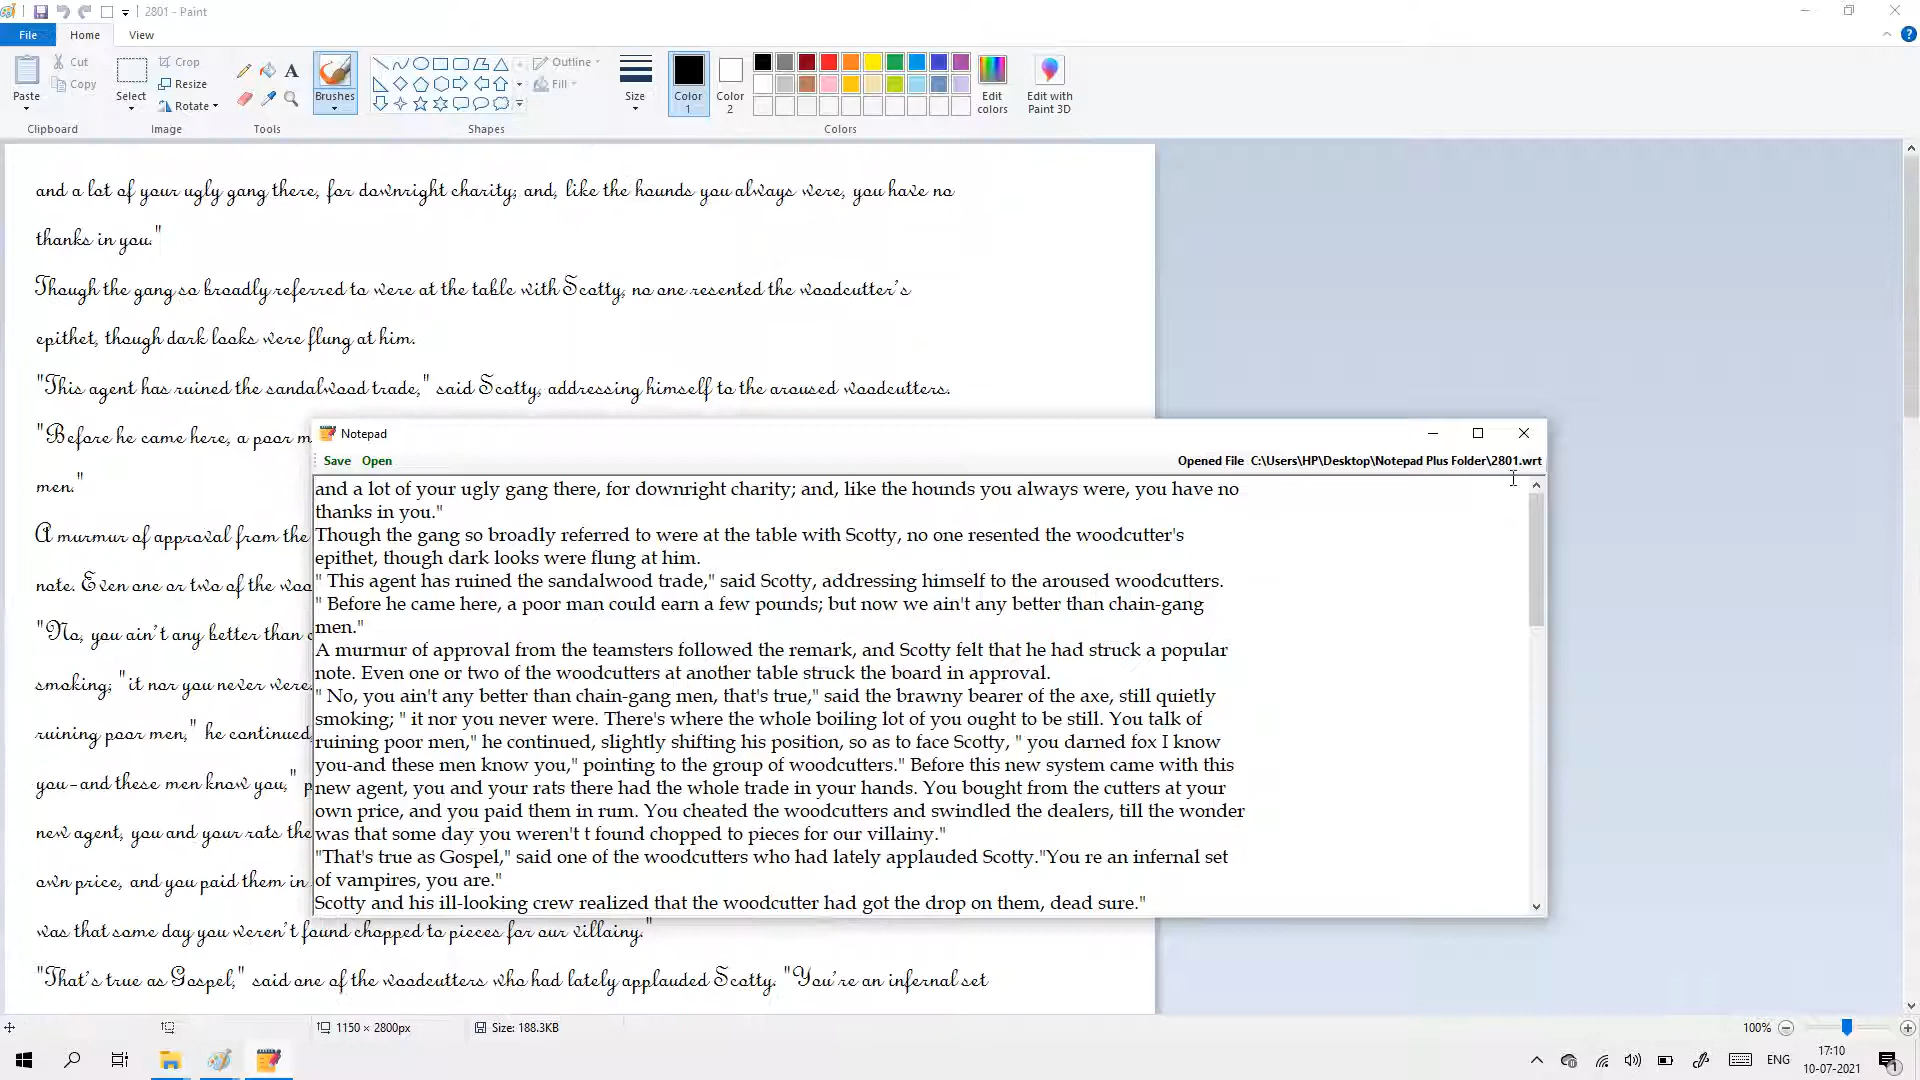 2801 - Paint
File Home View
Paste Cut Copy Clipboard
Select Crop Resize Rotate Image
Tools
Brushes
Shapes Outline Fill
Size
Color 1 Color 2 Edit colors Colors
Edit with Paint 3D
and a lot of your ugly gang there, for downright charity; and, like the hounds you always were, you have no
thanks in you."
Though the gang so broadly referred to were at the table with Scotty, no one resented the woodcutter's
epithet, though dark looks were flung at him.
"This agent has ruined the sandalwood trade," said Scotty, addressing himself to the aroused woodcutters.
"Before he came here, a poor m
men."
A murmur of approval from the
note. Even one or two of the woo
"No, you ain't any better than c
smoking; "it nor you never were.
ruining poor men," he continued,
you-and these men know you," p
new agent, you and your rats the
own price, and you paid them in
was that some day you weren't found chopped to pieces for our villainy."
"That's true as Gospel," said one of the woodcutters who had lately applauded Scotty. "You're an infernal set
Notepad
Save Open Opened File C:\Users\HP\Desktop\Notepad Plus Folder\2801.wrt
and a lot of your ugly gang there, for downright charity; and, like the hounds you always were, you have no
thanks in you."
Though the gang so broadly referred to were at the table with Scotty, no one resented the woodcutter's
epithet, though dark looks were flung at him.
" This agent has ruined the sandalwood trade," said Scotty, addressing himself to the aroused woodcutters.
" Before he came here, a poor man could earn a few pounds; but now we ain't any better than chain-gang
men."
A murmur of approval from the teamsters followed the remark, and Scotty felt that he had struck a popular
note. Even one or two of the woodcutters at another table struck the board in approval.
" No, you ain't any better than chain-gang men, that's true," said the brawny bearer of the axe, still quietly
smoking; " it nor you never were. There's where the whole boiling lot of you ought to be still. You talk of
ruining poor men," he continued, slightly shifting his position, so as to face Scotty, " you darned fox I know
you-and these men know you," pointing to the group of woodcutters." Before this new system came with this
new agent, you and your rats there had the whole trade in your hands. You bought from the cutters at your
own price, and you paid them in rum. You cheated the woodcutters and swindled the dealers, till the wonder
was that some day you weren't t found chopped to pieces for our villainy."
"That's true as Gospel," said one of the woodcutters who had lately applauded Scotty."You re an infernal set
of vampires, you are."
Scotty and his ill-looking crew realized that the woodcutter had got the drop on them, dead sure."
1150 × 2800px Size: 188.3KB 100%
ENG 17:10
10-07-2021 1